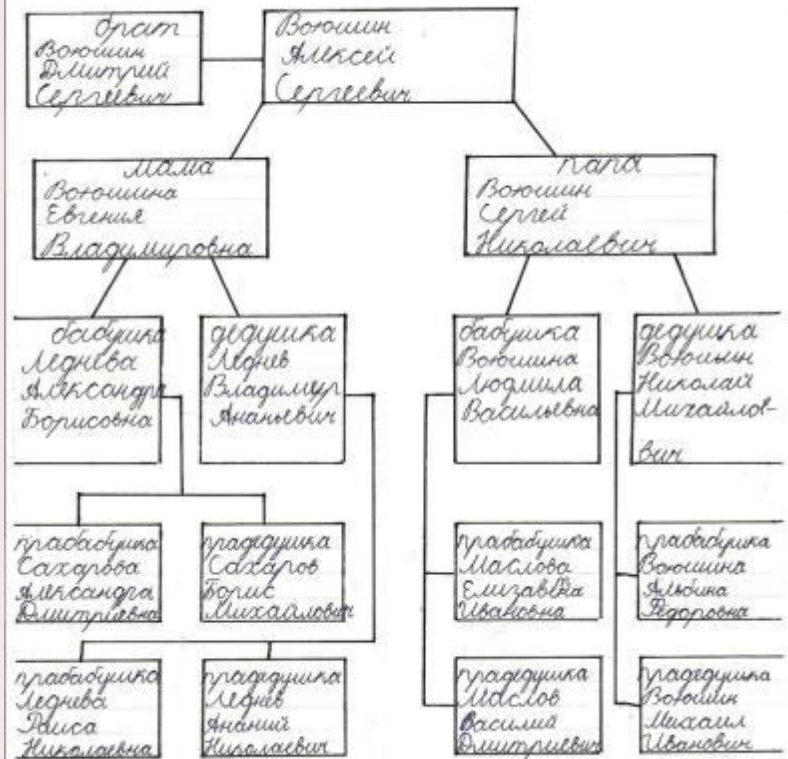 брат
Воюшин
Дмитрий
Сергеевич
Воюшин
Алексей
Сергеевич
мама
Воюшина
Евгения
Владимировна
папа
Воюшин
Сергей
Николаевич
бабушка
Леднева
Александра
Борисовна
дедушка
Леднев
Владимир
Ананьевич
бабушка
Воюшина
Людмила
Васильевна
дедушка
Воюшин
Николай
Михайло-
вич
прабабушка
Сахарова
Александра
Дмитриевна
прадедушка
Сахаров
Борис
Михайлович
прабабушка
Маслова
Елизавета
Ивановна
прабабушка
Воюшина
Альбина
Фёдоровна
прабабушка
Леднева
Раиса
Николаевна
прадедушка
Леднев
Ананий
Николаевич
прадедушка
Маслов
Василий
Дмитриевич
прадедушка
Воюшин
Михаил
Иванович